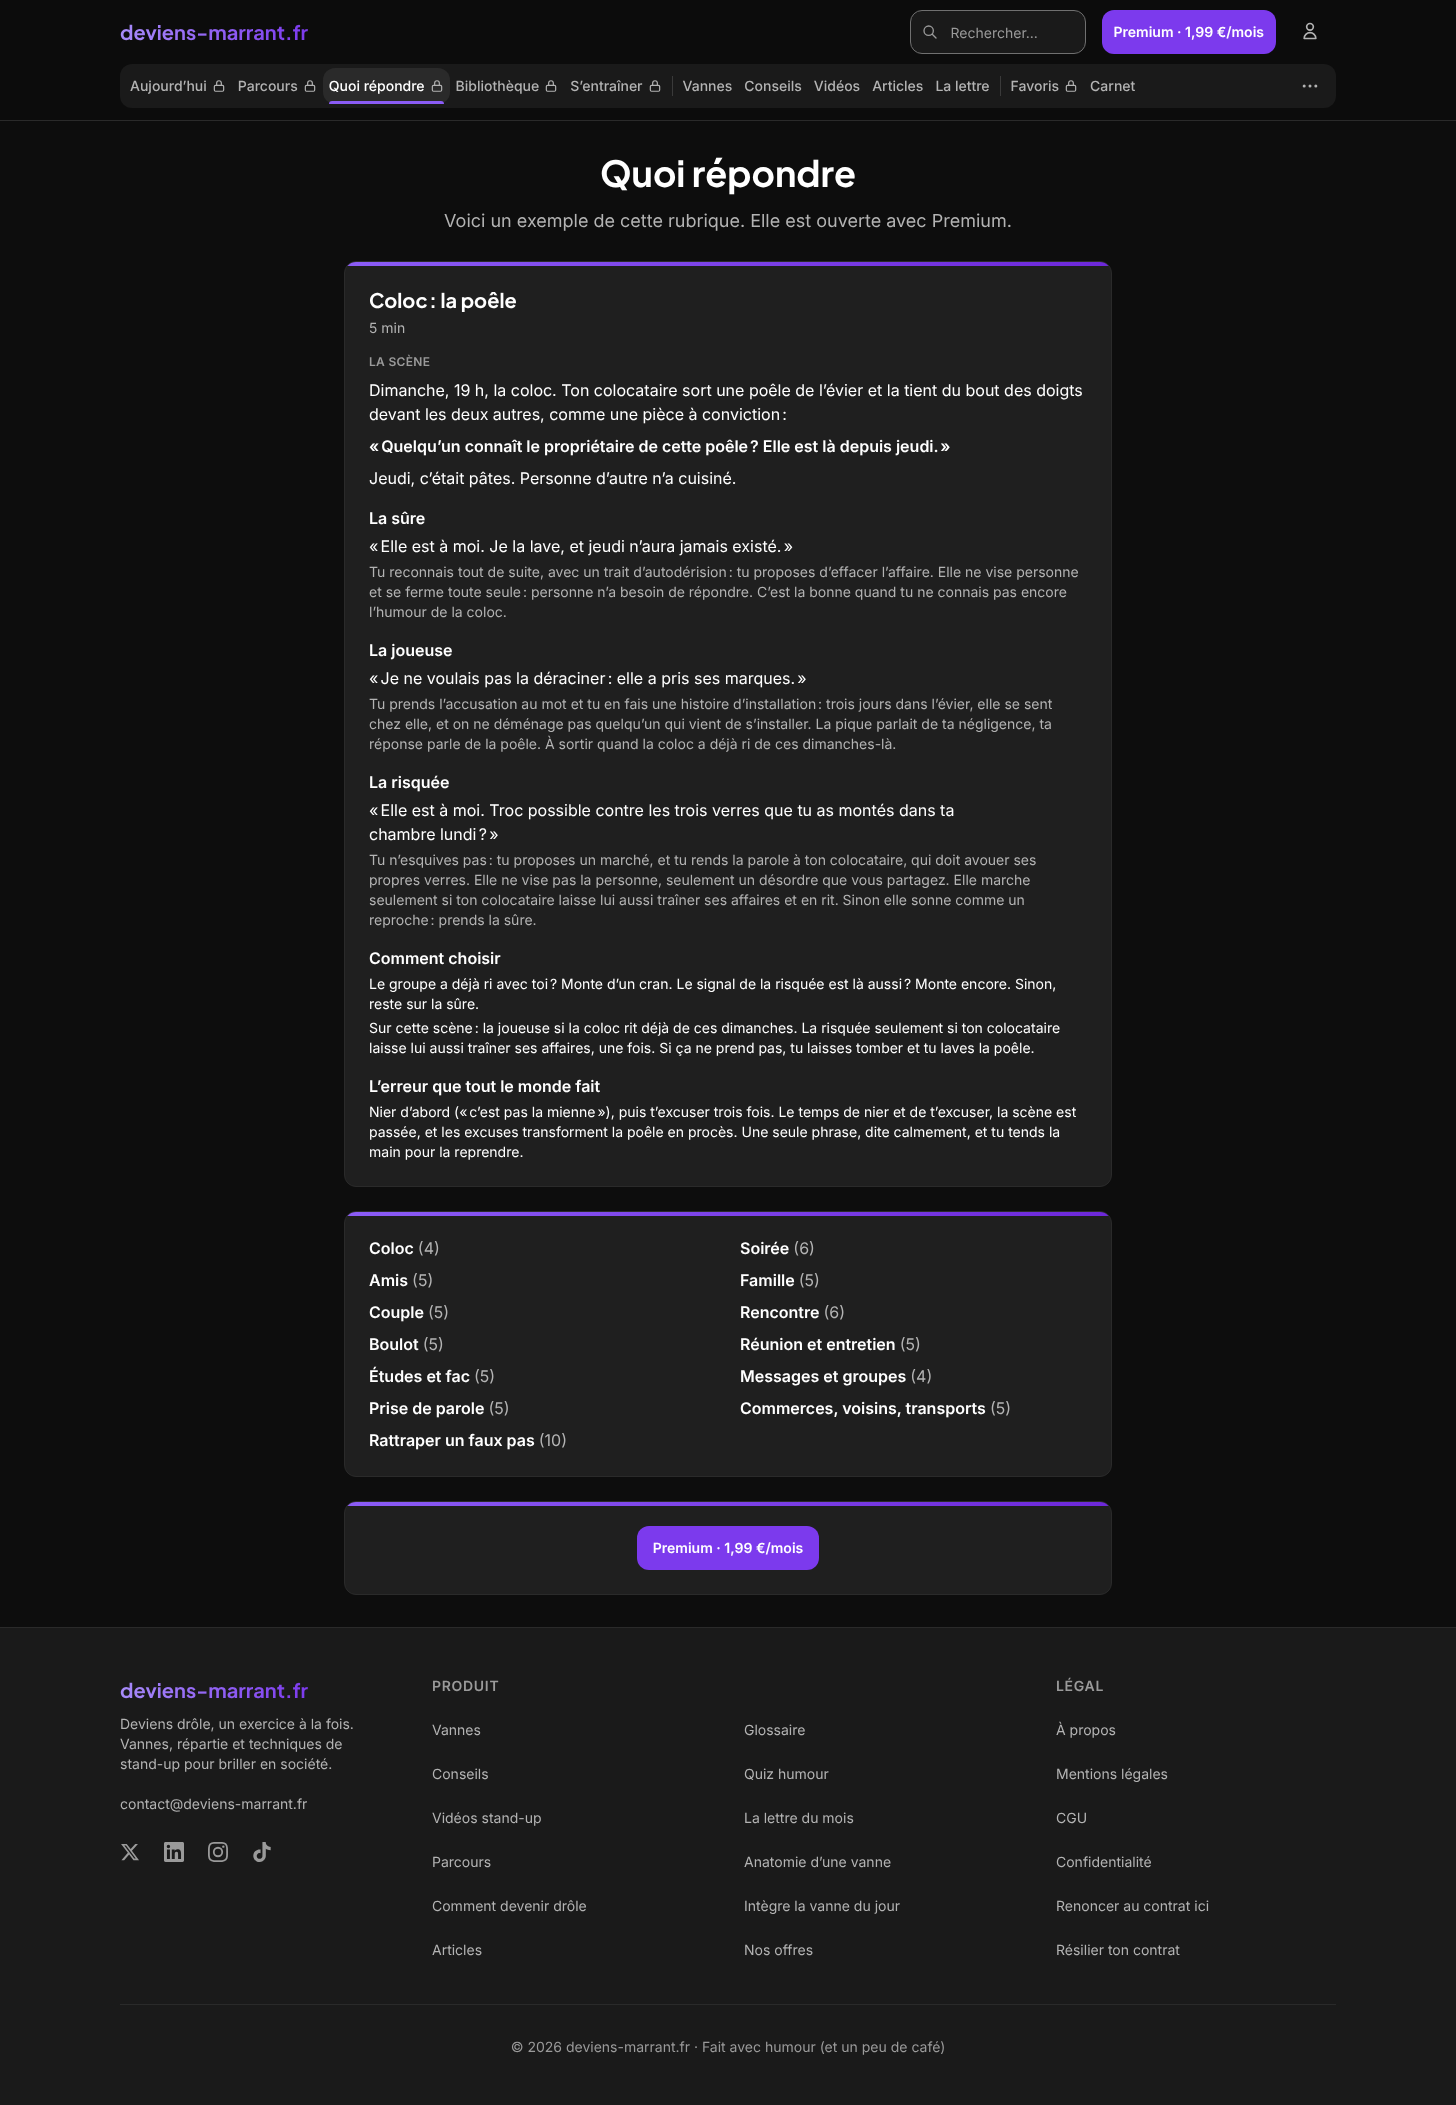 deviens-marrant.fr
Rechercher...
Premium · 1,99 €/mois
Aujourd’hui
Parcours
Quoi répondre
Bibliothèque
S’entraîner
Vannes
Conseils
Vidéos
Articles
La lettre
Favoris
Carnet
Quoi répondre
Voici un exemple de cette rubrique. Elle est ouverte avec Premium.
Coloc : la poêle
5 min
LA SCÈNE
Dimanche, 19 h, la coloc. Ton colocataire sort une poêle de l’évier et la tient du bout des doigts
devant les deux autres, comme une pièce à conviction :
« Quelqu’un connaît le propriétaire de cette poêle ? Elle est là depuis jeudi. »
Jeudi, c’était pâtes. Personne d’autre n’a cuisiné.
La sûre
« Elle est à moi. Je la lave, et jeudi n’aura jamais existé. »
Tu reconnais tout de suite, avec un trait d’autodérision : tu proposes d’effacer l’affaire. Elle ne vise personne
et se ferme toute seule : personne n’a besoin de répondre. C’est la bonne quand tu ne connais pas encore
l’humour de la coloc.
La joueuse
« Je ne voulais pas la déraciner : elle a pris ses marques. »
Tu prends l’accusation au mot et tu en fais une histoire d’installation : trois jours dans l’évier, elle se sent
chez elle, et on ne déménage pas quelqu’un qui vient de s’installer. La pique parlait de ta négligence, ta
réponse parle de la poêle. À sortir quand la coloc a déjà ri de ces dimanches-là.
La risquée
« Elle est à moi. Troc possible contre les trois verres que tu as montés dans ta
chambre lundi ? »
Tu n’esquives pas : tu proposes un marché, et tu rends la parole à ton colocataire, qui doit avouer ses
propres verres. Elle ne vise pas la personne, seulement un désordre que vous partagez. Elle marche
seulement si ton colocataire laisse lui aussi traîner ses affaires et en rit. Sinon elle sonne comme un
reproche : prends la sûre.
Comment choisir
Le groupe a déjà ri avec toi ? Monte d’un cran. Le signal de la risquée est là aussi ? Monte encore. Sinon,
reste sur la sûre.
Sur cette scène : la joueuse si la coloc rit déjà de ces dimanches. La risquée seulement si ton colocataire
laisse lui aussi traîner ses affaires, une fois. Si ça ne prend pas, tu laisses tomber et tu laves la poêle.
L’erreur que tout le monde fait
Nier d’abord (« c’est pas la mienne »), puis t’excuser trois fois. Le temps de nier et de t’excuser, la scène est
passée, et les excuses transforment la poêle en procès. Une seule phrase, dite calmement, et tu tends la
main pour la reprendre.
Coloc (4)
Soirée (6)
Amis (5)
Famille (5)
Couple (5)
Rencontre (6)
Boulot (5)
Réunion et entretien (5)
Études et fac (5)
Messages et groupes (4)
Prise de parole (5)
Commerces, voisins, transports (5)
Rattraper un faux pas (10)
Premium · 1,99 €/mois
deviens-marrant.fr
Deviens drôle, un exercice à la fois.
Vannes, répartie et techniques de
stand-up pour briller en société.
contact@deviens-marrant.fr
PRODUIT
Vannes
Conseils
Vidéos stand-up
Parcours
Comment devenir drôle
Articles
Glossaire
Quiz humour
La lettre du mois
Anatomie d’une vanne
Intègre la vanne du jour
Nos offres
LÉGAL
À propos
Mentions légales
CGU
Confidentialité
Renoncer au contrat ici
Résilier ton contrat
© 2026 deviens-marrant.fr · Fait avec humour (et un peu de café)